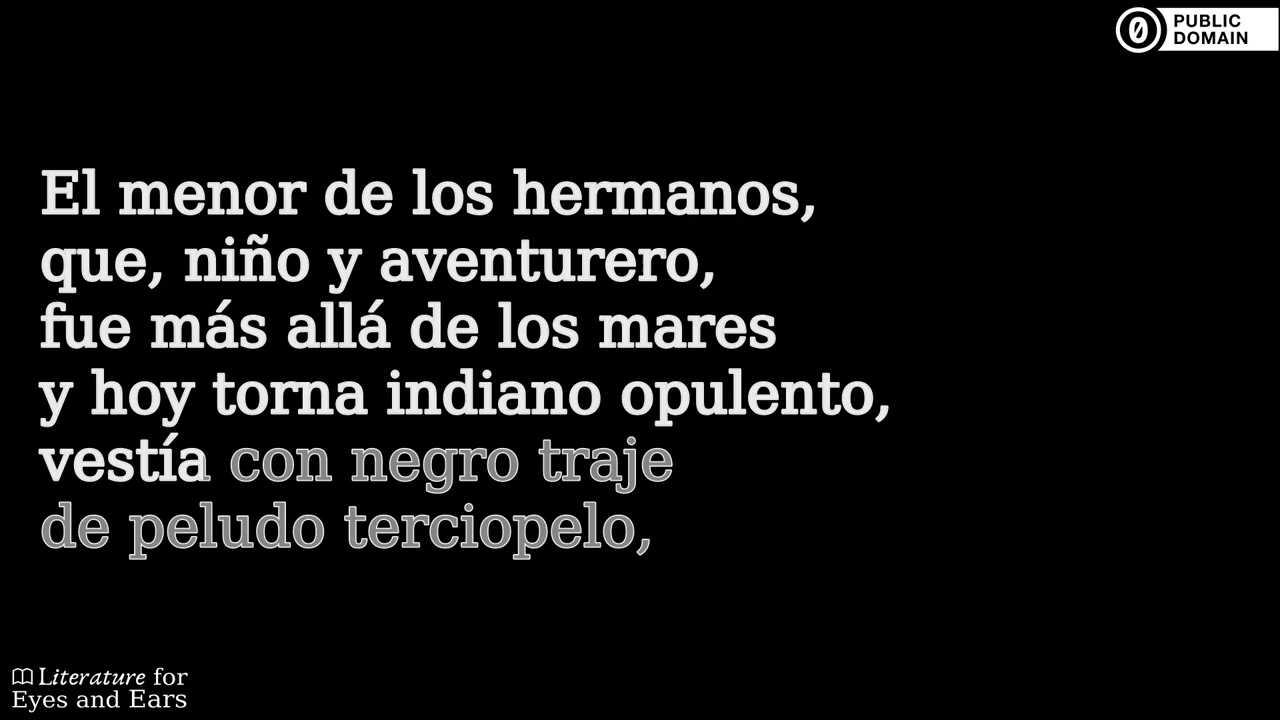 PUBLIC
DOMAIN
El menor de los hermanos,
que, niño y aventurero,
fue más allá de los mares
y hoy torna indiano opulento,
vestía con negro traje
de peludo terciopelo,
Literature for
Eyes and Ears